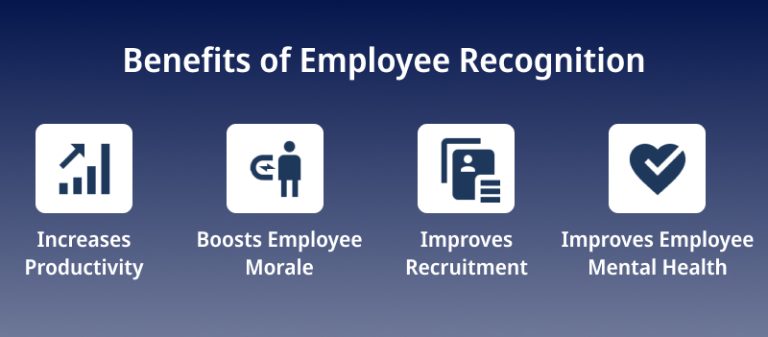 Benefits of Employee Recognition
Increases
Productivity
Boosts Employee
Morale
Improves
Recruitment
Improves Employee
Mental Health